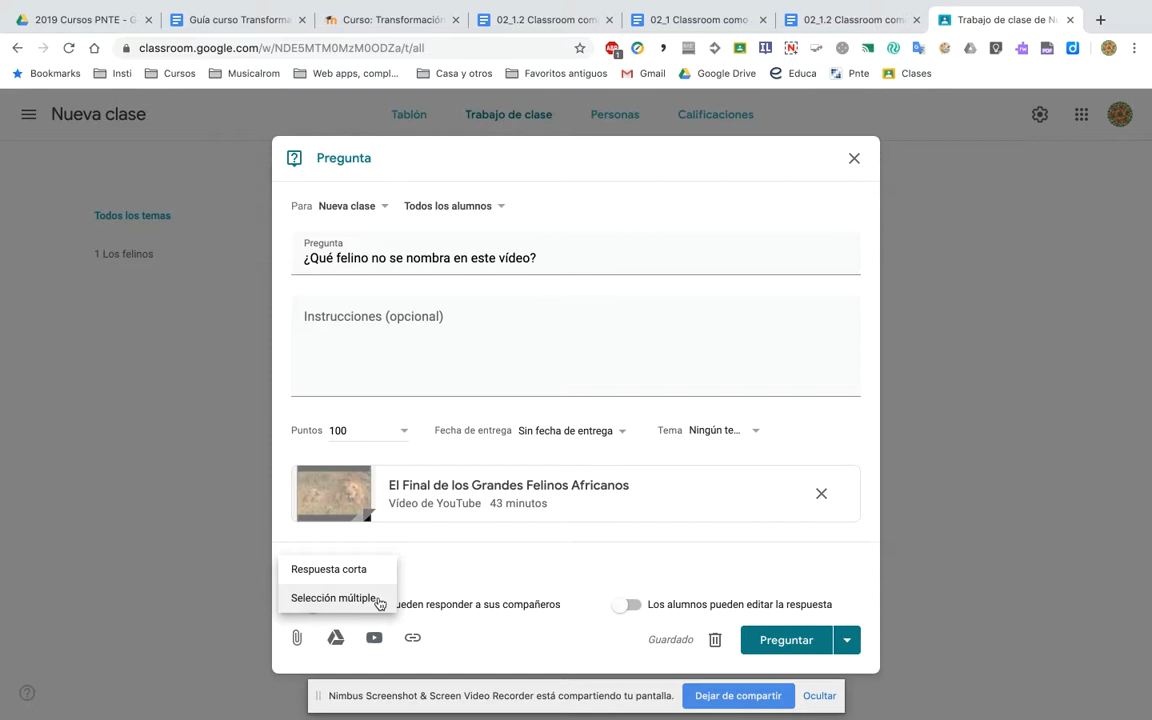 2019 Cursos PNTE - G
Guía curso Transforma
Curso: Transformación
02_1.2 Classroom com
02_1 Classroom como
02_1.2 Classroom com
Trabajo de clase de N
classroom.google.com/w/NDE5MTM0MzM0ODZa/t/all
Bookmarks
Insti
Cursos
Musicalrom
Web apps, compl...
Casa y otros
Favoritos antiguos
Gmail
Google Drive
Educa
Pnte
Clases
Nueva clase
Tablón
Trabajo de clase
Personas
Calificaciones
Todos los temas
1 Los felinos
Pregunta
Para Nueva clase
Todos los alumnos
Pregunta
¿Qué felino no se nombra en este vídeo?
Instrucciones (opcional)
Puntos 100
Fecha de entrega Sin fecha de entrega
Tema Ningún te...
El Final de los Grandes Felinos Africanos
Vídeo de YouTube 43 minutos
Respuesta corta
Selección múltiple
pueden responder a sus compañeros
Los alumnos pueden editar la respuesta
Guardado
Preguntar
Nimbus Screenshot & Screen Video Recorder está compartiendo tu pantalla.
Dejar de compartir
Ocultar